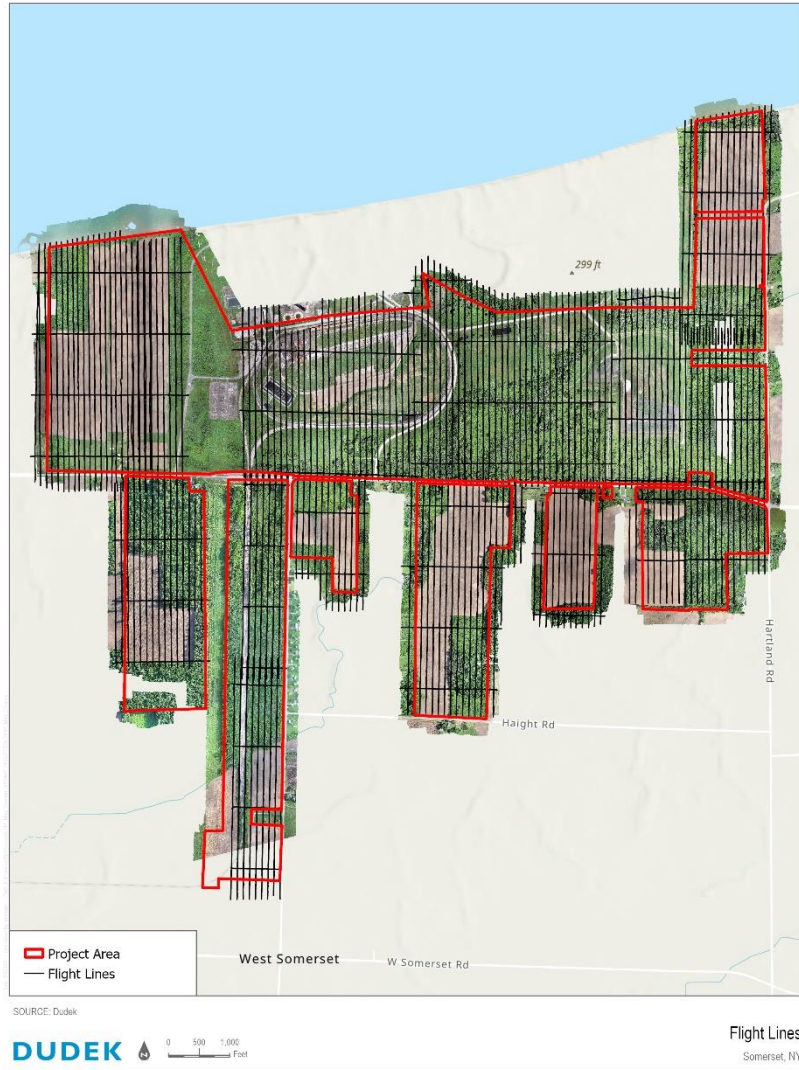 299 ft
Hartland Rd
Haight Rd
Project Area
Flight Lines
West Somerset
W Somerset Rd
SOURCE: Dudek
DUDEK
N
0 500 1,000
Feet
Flight Lines
Somerset, NY